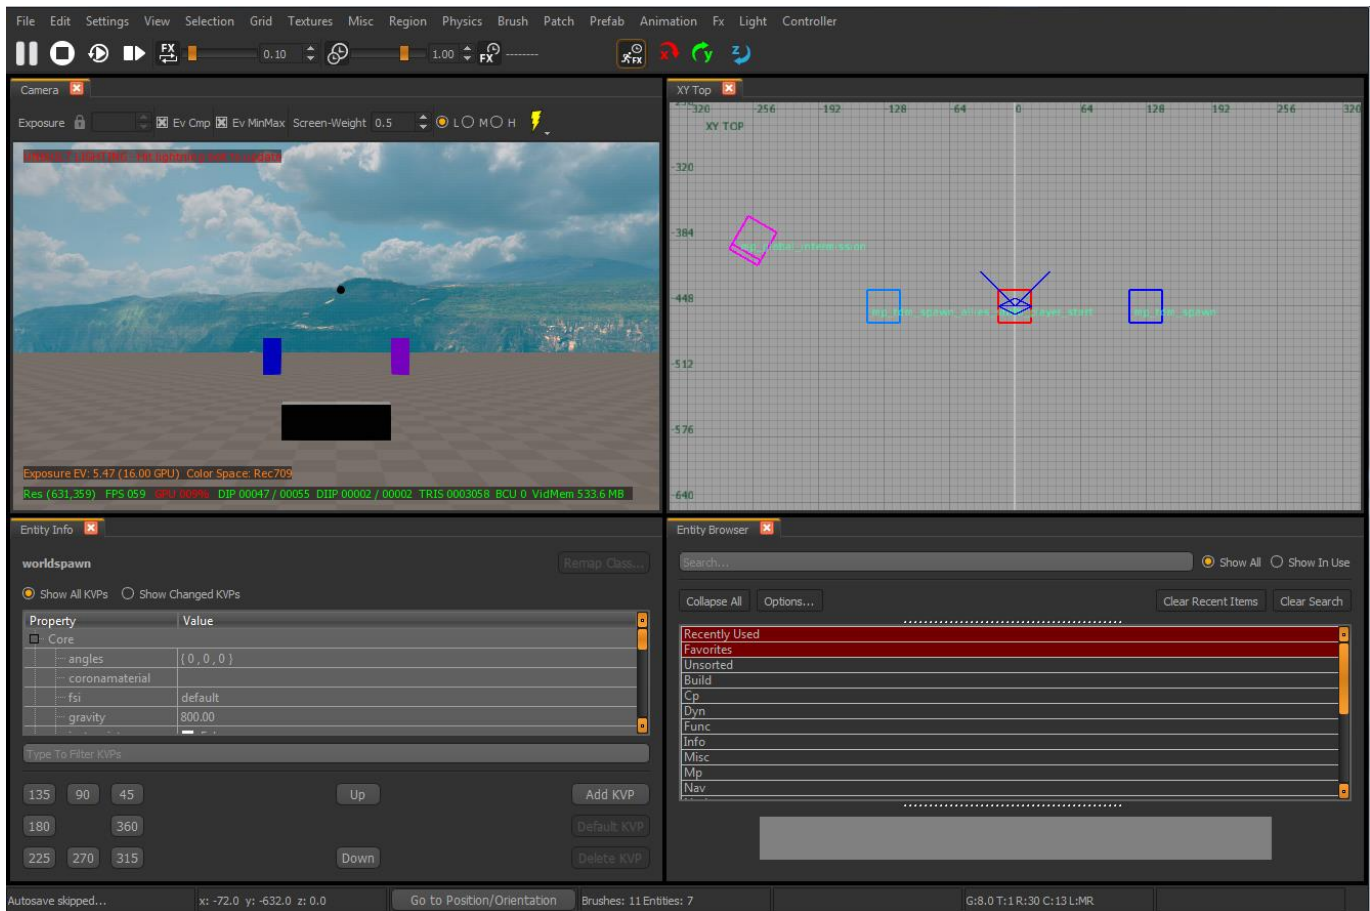 File Edit Settings View Selection Grid Textures Misc Region Physics Brush Patch Prefab Animation Fx Light Controller
FX 0.10 1.00 FX -------- FX x y z
Camera
Exposure Ev Cmp Ev MinMax Screen-Weight 0.5 L M H
Exposure EV: 5.47 (16.00 GPU) Color Space: Rec709
Res (631,359) FPS 059 GPU 009% DIP 00047 / 00055 DIIP 00002 / 00002 TRIS 0003058 BCU 0 VidMem 533.6 MB
XY Top
-320 -256 -192 -128 -64 0 64 128 192 256 320
XY TOP
-320
-384
mp_global_intermission
-448
mp_tdm_spawn
-512
-576
-640
Entity Info
worldspawn Remap Class...
Show All KVPs Show Changed KVPs
Property Value
Core
angles { 0 , 0 , 0 }
coronamaterial
fsi default
gravity 800.00
Type To Filter KVPs
135 90 45 Up Add KVP
180 360 Default KVP
225 270 315 Down Delete KVP
Entity Browser
Search... Show All Show In Use
Collapse All Options... Clear Recent Items Clear Search
Recently Used
Favorites
Unsorted
Build
Cp
Dyn
Func
Info
Misc
Mp
Nav
Autosave skipped... x: -72.0 y: -632.0 z: 0.0 Go to Position/Orientation Brushes: 11 Entities: 7 G:8.0 T:1 R:30 C:13 L:MR